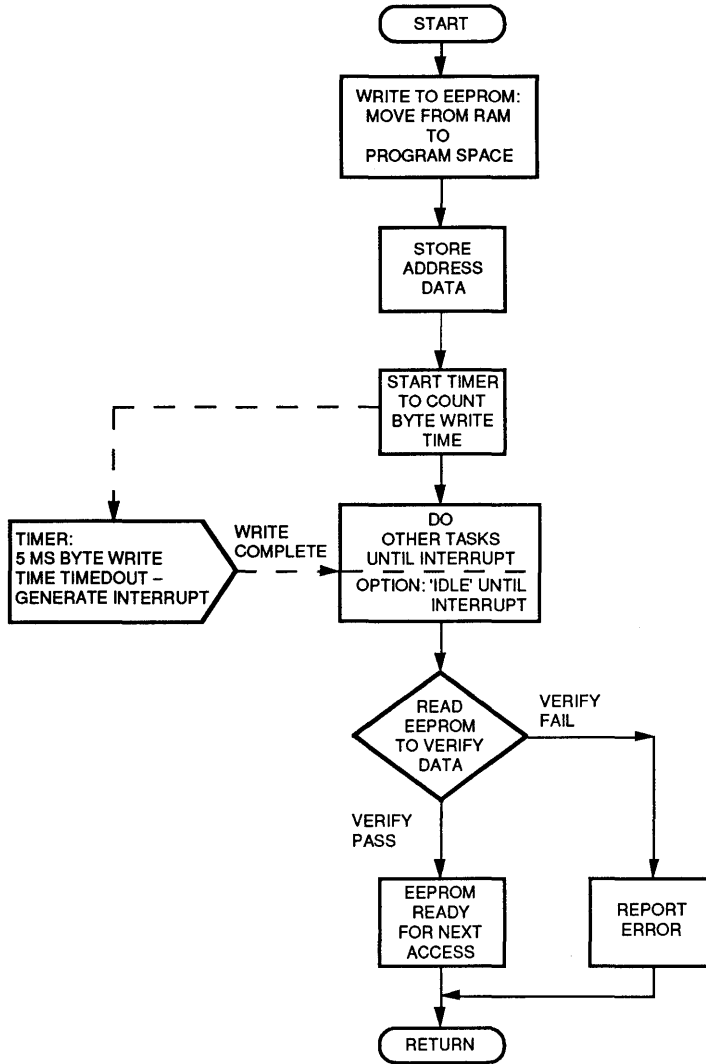 START
WRITE TO EEPROM:
MOVE FROM RAM
TO
PROGRAM SPACE
STORE
ADDRESS
DATA
START TIMER
TO COUNT
BYTE WRITE
TIME
TIMER:
5 MS BYTE WRITE
TIME TIMEDOUT –
GENERATE INTERRUPT
WRITE
COMPLETE
DO
OTHER TASKS
UNTIL INTERRUPT
OPTION: 'IDLE' UNTIL
INTERRUPT
READ
EEPROM
TO VERIFY
DATA
VERIFY
FAIL
VERIFY
PASS
EEPROM
READY
FOR NEXT
ACCESS
REPORT
ERROR
RETURN